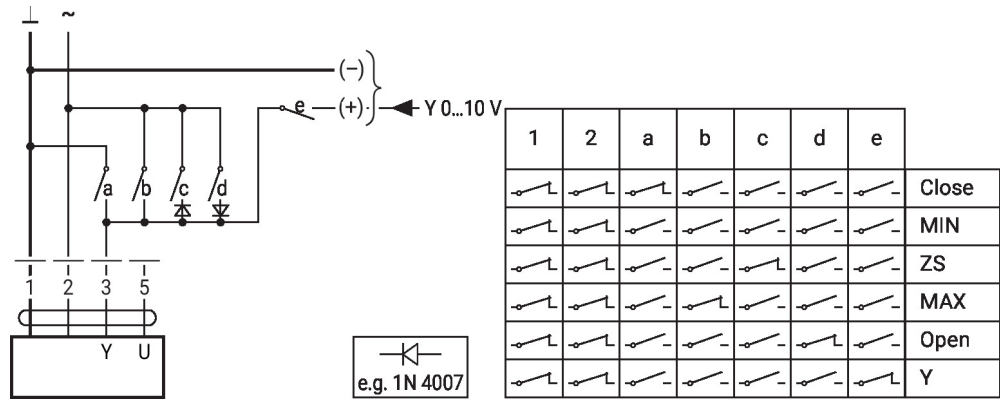 ⊥ ~
(–)
e (+) Y 0...10 V
a b c d
1 2 3 5
Y U
e.g. 1N 4007
1 2 a b c d e
Close
MIN
ZS
MAX
Open
Y